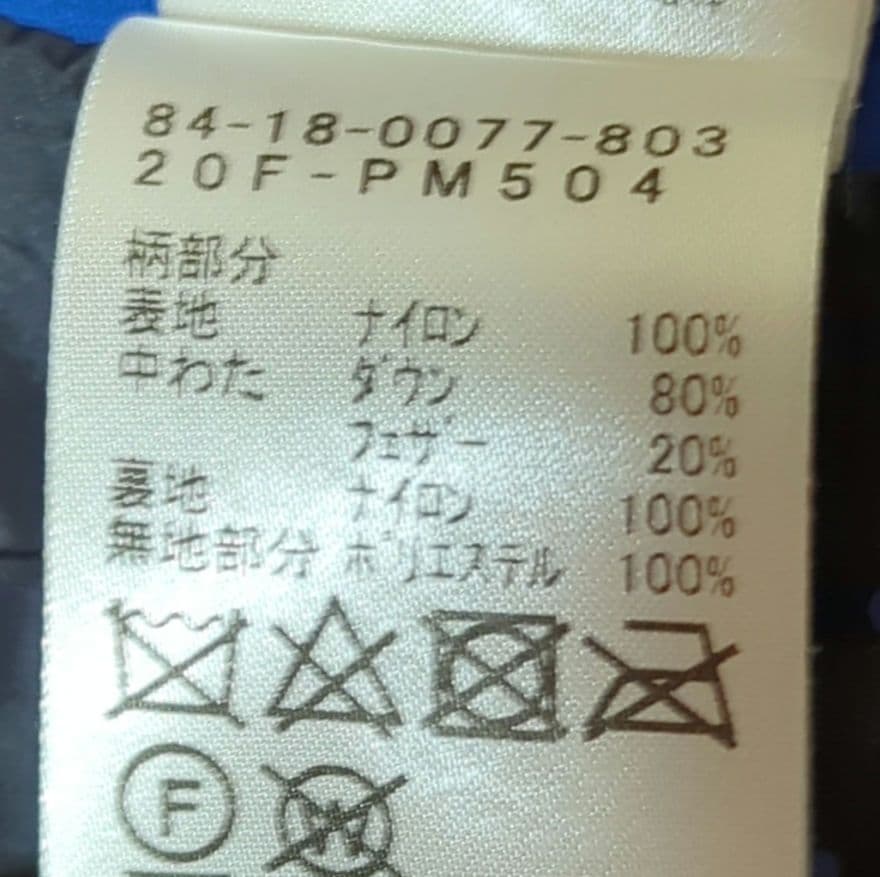 84-18-0077-803
20F-PM504
柄部分
表地 ナイロン 100%
中わた ダウン 80%
フェザー 20%
裏地 ナイロン 100%
無地部分 ポリエステル 100%
F
W